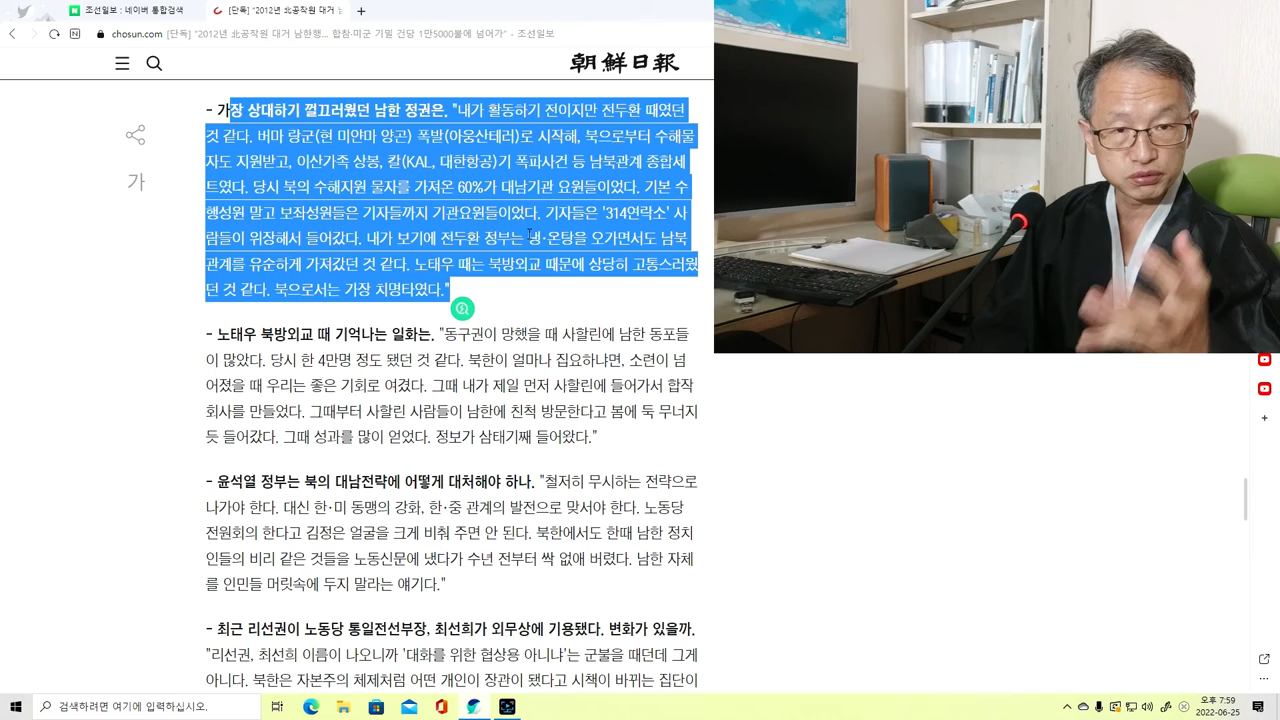 조선일보 : 네이버 통합검색
[단독] "2012년 北공작원 대거 남
chosun.com [단독] "2012년 北공작원 대거 남한행... 합참·미군 기밀 건당 1만5000불에 넘어가" - 조선일보
朝鮮日報
가
- 가장 상대하기 껄끄러웠던 남한 정권은. "내가 활동하기 전이지만 전두환 때였던
것 같다. 버마 랑군(현 미얀마 양곤) 폭발(아웅산테러)로 시작해, 북으로부터 수해물
자도 지원받고, 이산가족 상봉, 칼(KAL, 대한항공)기 폭파사건 등 남북관계 종합세
트였다. 당시 북의 수해지원 물자를 가져온 60%가 대남기관 요원들이었다. 기본 수
행성원 말고 보좌성원들은 기자들까지 기관요원들이었다. 기자들은 '314연락소' 사
람들이 위장해서 들어갔다. 내가 보기에 전두환 정부는 냉·온탕을 오가면서도 남북
관계를 유순하게 가져갔던 것 같다. 노태우 때는 북방외교 때문에 상당히 고통스러웠
던 것 같다. 북으로서는 가장 치명타였다."
- 노태우 북방외교 때 기억나는 일화는. "동구권이 망했을 때 사할린에 남한 동포들
이 많았다. 당시 한 4만명 정도 됐던 것 같다. 북한이 얼마나 집요하냐면, 소련이 넘
어졌을 때 우리는 좋은 기회로 여겼다. 그때 내가 제일 먼저 사할린에 들어가서 합작
회사를 만들었다. 그때부터 사할린 사람들이 남한에 친척 방문한다고 봄에 둑 무너지
듯 들어갔다. 그때 성과를 많이 얻었다. 정보가 삼태기째 들어왔다."
- 윤석열 정부는 북의 대남전략에 어떻게 대처해야 하나. "철저히 무시하는 전략으로
나가야 한다. 대신 한·미 동맹의 강화, 한·중 관계의 발전으로 맞서야 한다. 노동당
전원회의 한다고 김정은 얼굴을 크게 비춰 주면 안 된다. 북한에서도 한때 남한 정치
인들의 비리 같은 것들을 노동신문에 냈다가 수년 전부터 싹 없애 버렸다. 남한 자체
를 인민들 머릿속에 두지 말라는 얘기다."
- 최근 리선권이 노동당 통일전선부장, 최선희가 외무상에 기용됐다. 변화가 있을까.
"리선권, 최선희 이름이 나오니까 '대화를 위한 협상용 아니냐'는 군불을 때던데 그게
아니다. 북한은 자본주의 체제처럼 어떤 개인이 장관이 됐다고 시책이 바뀌는 집단이
검색하려면 여기에 입력하십시오.
오후 7:59
2022-06-25